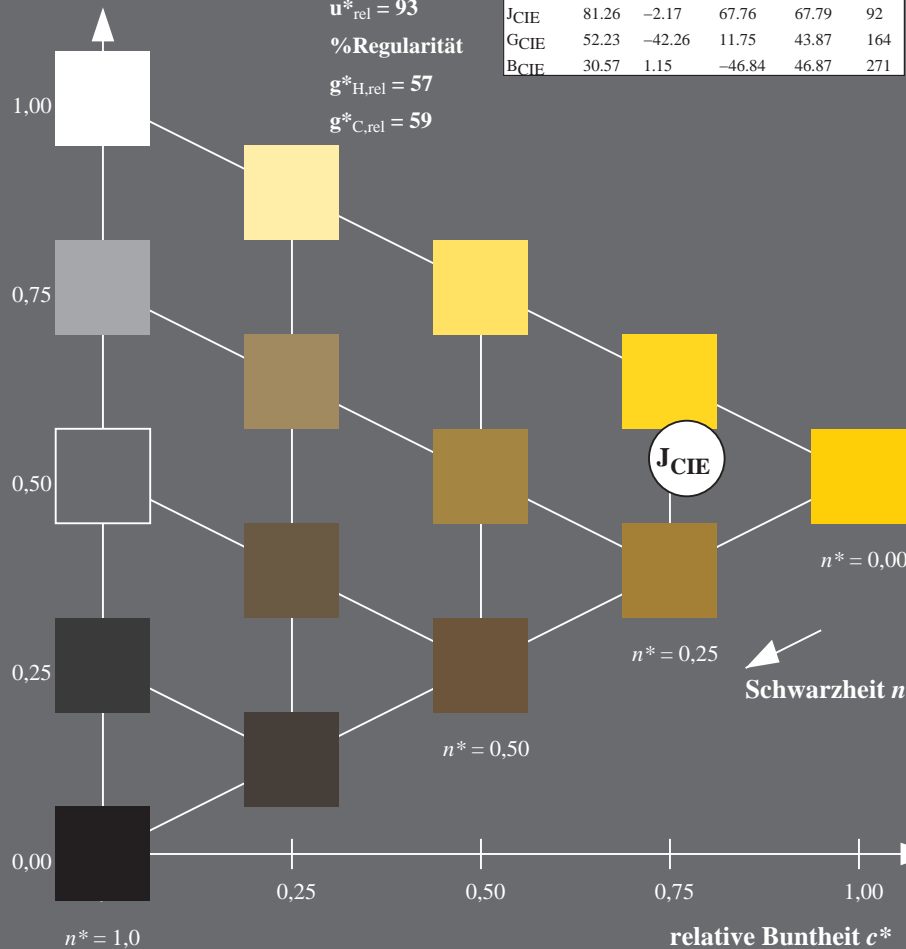 u*rel = 93
%Regularität
g*H,rel = 57
g*C,rel = 59
JCIE 81.26 −2.17 67.76 67.79 92
GCIE 52.23 −42.26 11.75 43.87 164
BCIE 30.57 1.15 −46.84 46.87 271
1,00
0,75
0,50
0,25
0,00
JCIE
n* = 0,00
n* = 0,25
Schwarzheit n
n* = 0,50
0,25 0,50 0,75 1,00
n* = 1,0
relative Buntheit c*